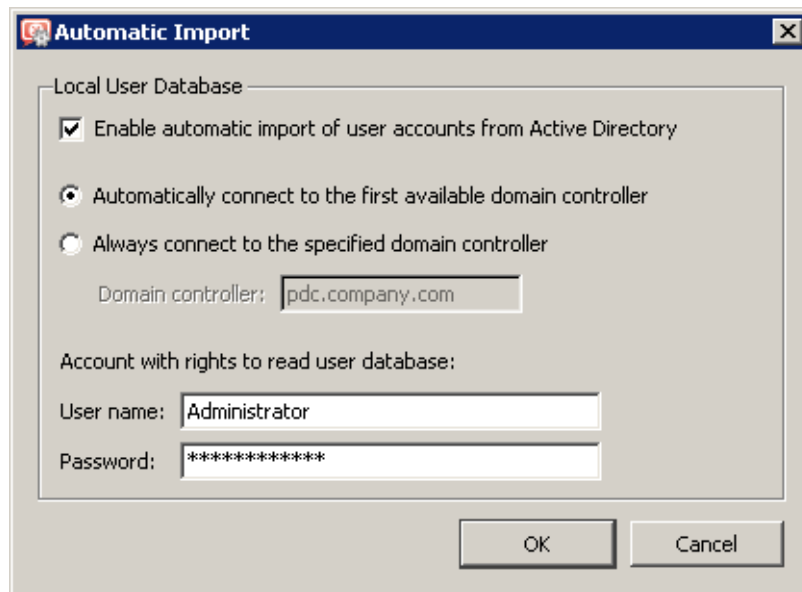 Automatic Import
Local User Database
Enable automatic import of user accounts from Active Directory
Automatically connect to the first available domain controller
Always connect to the specified domain controller
Domain controller: pdc.company.com
Account with rights to read user database:
User name: Administrator
Password: ************
OK Cancel